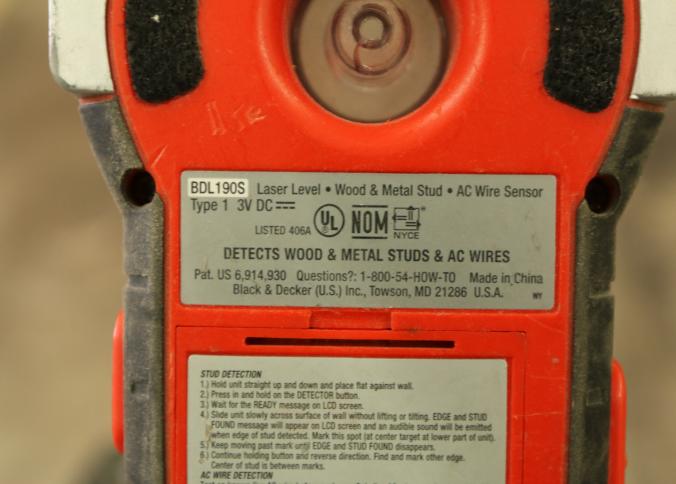 BDL190S Laser Level • Wood & Metal Stud • AC Wire Sensor
Type 1 3V DC
LISTED 406A UL NOM NYCE
DETECTS WOOD & METAL STUDS & AC WIRES
Pat. US 6,914,930 Questions?: 1-800-54-HOW-TO Made in China
Black & Decker (U.S.) Inc., Towson, MD 21286 U.S.A. WY
STUD DETECTION
1.) Hold unit straight up and down and place flat against wall.
2.) Press in and hold on the DETECTOR button.
3.) Wait for the READY message on LCD screen.
4.) Slide unit slowly across surface of wall without lifting or tilting. EDGE and STUD
FOUND message will appear on LCD screen and an audible sound will be emitted
when edge of stud detected. Mark this spot (at center target at lower part of unit).
5.) Keep moving past mark until EDGE and STUD FOUND disappears.
6.) Continue holding button and reverse direction. Find and mark other edge.
Center of stud is between marks.
AC WIRE DETECTION